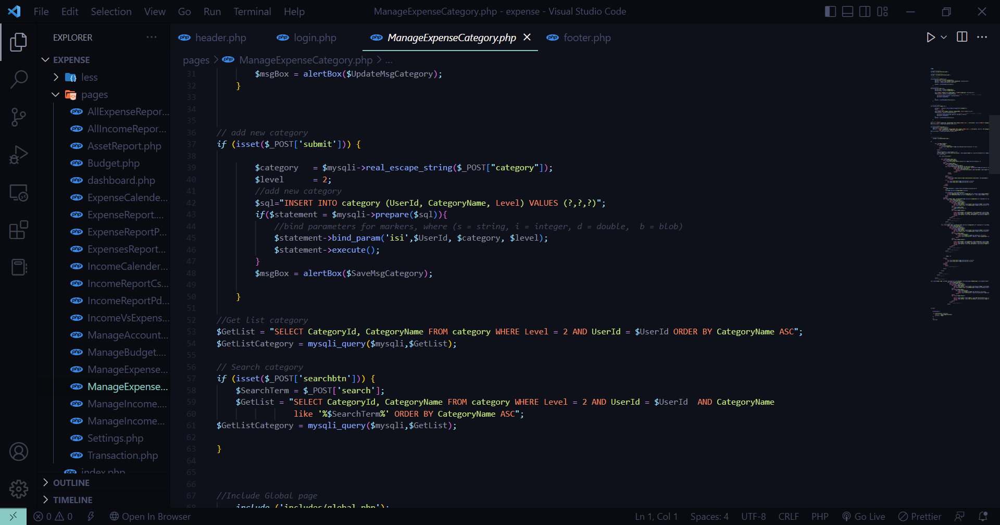 File Edit Selection View Go Run Terminal Help
ManageExpenseCategory.php - expense - Visual Studio Code
EXPLORER
EXPENSE
less
pages
AllExpenseRepor...
AllIncomeRepor...
AssetReport.php
Budget.php
dashboard.php
ExpenseCalende...
ExpenseReport....
ExpenseReportP...
ExpensesReport...
IncomeCalender...
IncomeReportCs...
IncomeReportPd...
IncomeVsExpens...
ManageAccount...
ManageBudget....
ManageExpense...
ManageExpense...
ManageIncome....
ManageIncome...
Settings.php
Transaction.php
index.php
OUTLINE
TIMELINE
php header.php php login.php php ManageExpenseCategory.php php footer.php
pages > php ManageExpenseCategory.php > ...
31 $msgBox = alertBox($UpdateMsgCategory);
32 }
33
34
35
36 // add new category
37 if (isset($_POST['submit'])) {
38
39 $category   = $mysqli->real_escape_string($_POST["category"]);
40 $level      = 2;
41 //add new category
42 $sql="INSERT INTO category (UserId, CategoryName, Level) VALUES (?,?,?)";
43 if($statement = $mysqli->prepare($sql)){
44 //bind parameters for markers, where (s = string, i = integer, d = double,  b = blob)
45 $statement->bind_param('isi',$UserId, $category, $level);
46 $statement->execute();
47 }
48 $msgBox = alertBox($SaveMsgCategory);
49
50 }
51
52 //Get list category
53 $GetList = "SELECT CategoryId, CategoryName FROM category WHERE Level = 2 AND UserId = $UserId ORDER BY CategoryName ASC";
54 $GetListCategory = mysqli_query($mysqli,$GetList);
55
56 // Search category
57 if (isset($_POST['searchbtn'])) {
58 $SearchTerm = $_POST['search'];
59 $GetList = "SELECT CategoryId, CategoryName FROM category WHERE Level = 2 AND UserId = $UserId  AND CategoryName
60 like '%$SearchTerm%' ORDER BY CategoryName ASC";
61 $GetListCategory = mysqli_query($mysqli,$GetList);
62
63 }
64
65
66
67 //Include Global page
68 include ('includes/global.php');
0 0 Open In Browser
Ln 1, Col 1 Spaces: 4 UTF-8 CRLF PHP Go Live Prettier